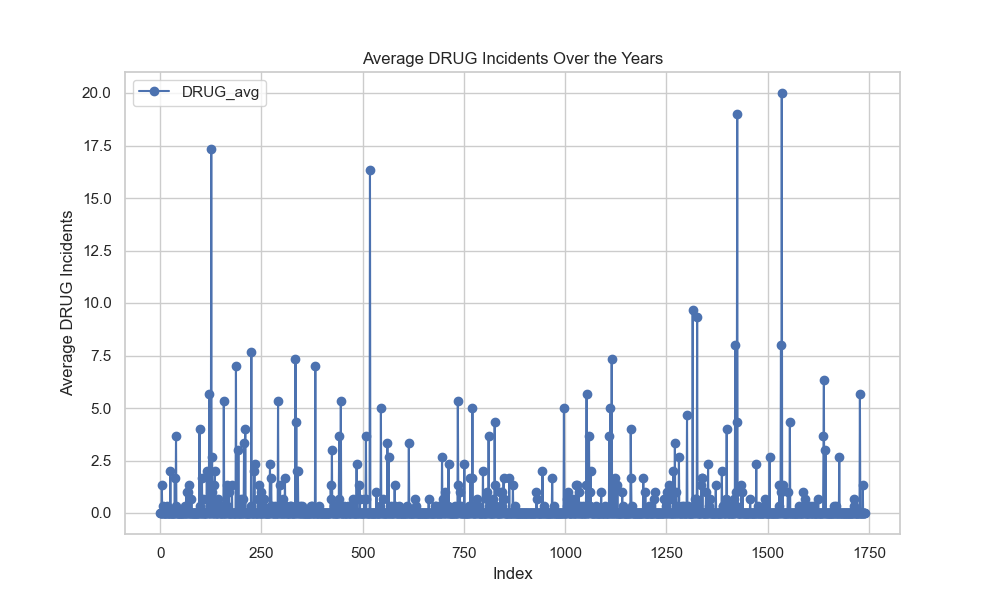 Average DRUG Incidents Over the Years
DRUG_avg
Average DRUG Incidents
20.0
17.5
15.0
12.5
10.0
7.5
5.0
2.5
0.0
0 250 500 750 1000 1250 1500 1750
Index